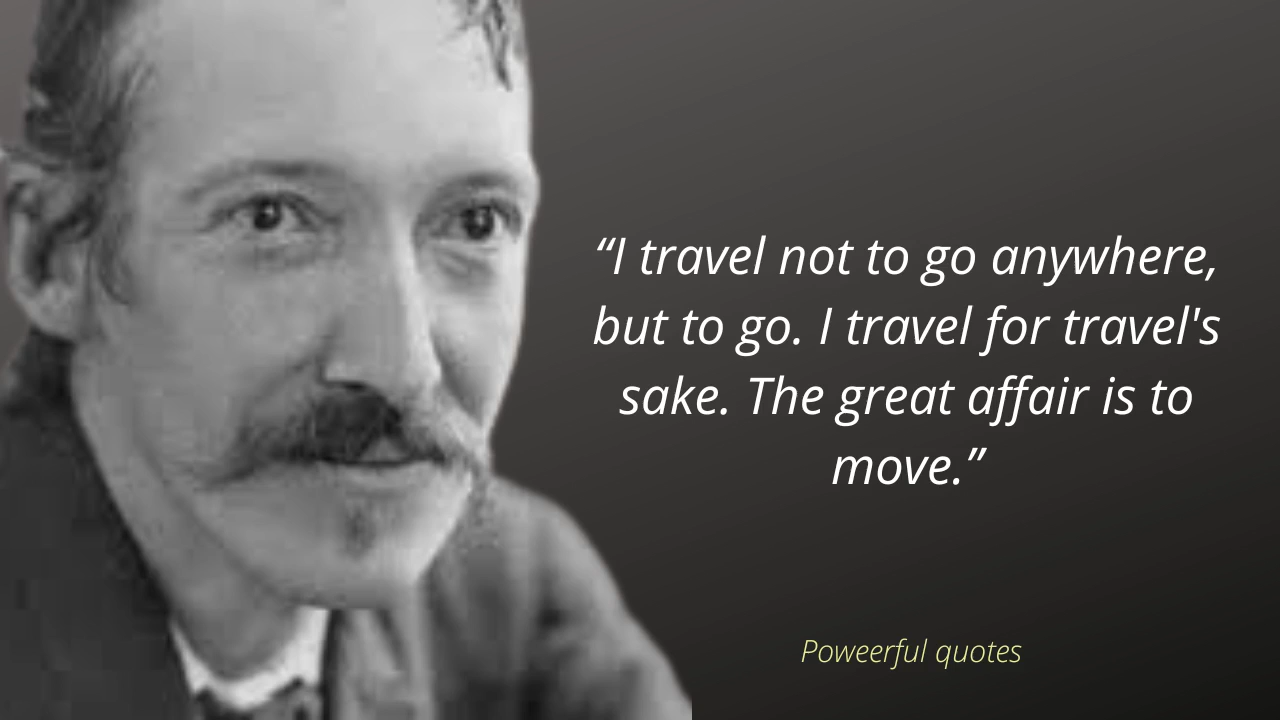 “I travel not to go anywhere,
but to go. I travel for travel's
sake. The great affair is to
move.”
Poweerful quotes